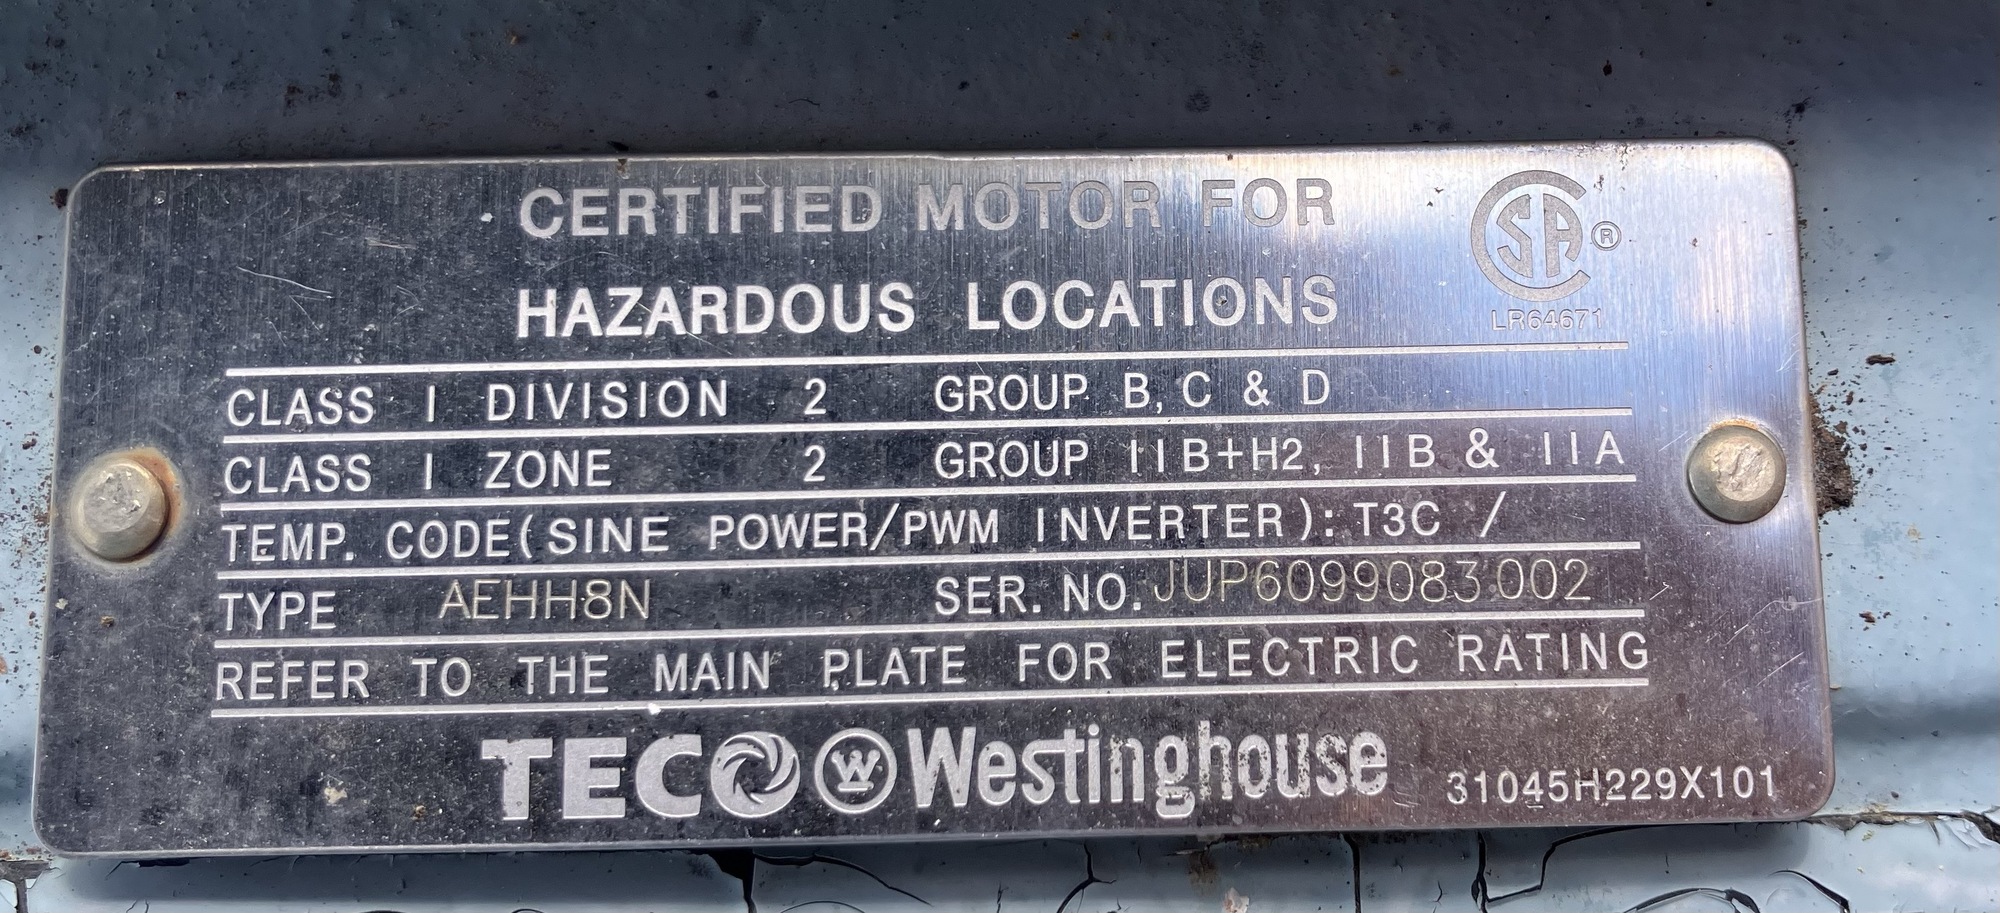 CERTIFIED MOTOR FOR
HAZARDOUS LOCATIONS
CSA ®
LR64671
CLASS I DIVISION 2 GROUP B, C & D
CLASS I ZONE 2 GROUP IIB+H2, IIB & IIA
TEMP. CODE(SINE POWER/PWM INVERTER): T3C /
TYPE AEHH8N SER. NO. JUP6099083002
REFER TO THE MAIN PLATE FOR ELECTRIC RATING
TECO W Westinghouse
31045H229X101